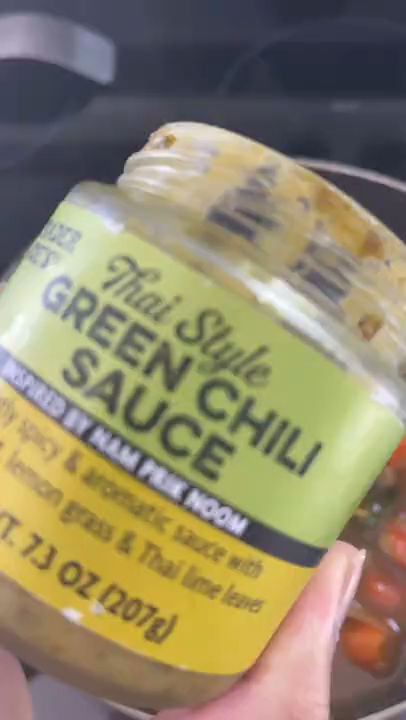 Thai Style
GREEN CHILI
SAUCE
INSPIRED BY NAM PRIK NOOM
spicy & aromatic sauce with
lemon grass & Thai lime leaves
7.3 OZ (207g)